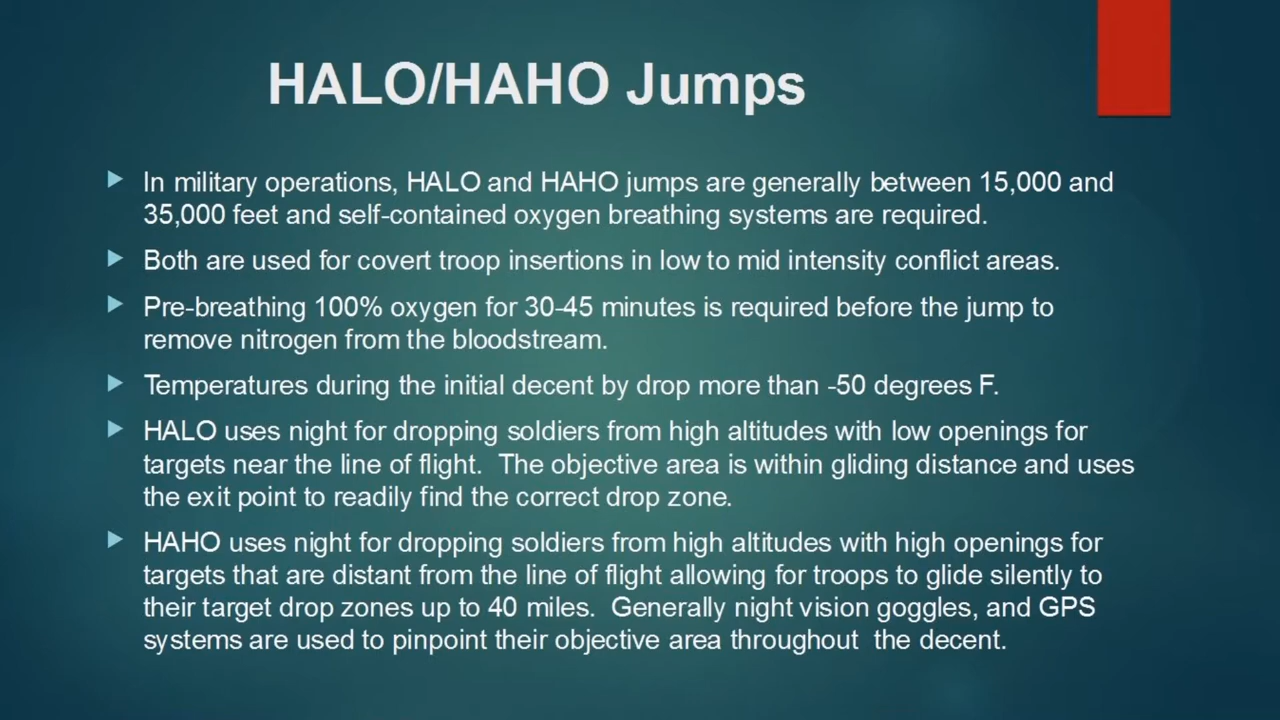 HALO/HAHO Jumps
In military operations, HALO and HAHO jumps are generally between 15,000 and
35,000 feet and self-contained oxygen breathing systems are required.
Both are used for covert troop insertions in low to mid intensity conflict areas.
Pre-breathing 100% oxygen for 30-45 minutes is required before the jump to
remove nitrogen from the bloodstream.
Temperatures during the initial decent by drop more than -50 degrees F.
HALO uses night for dropping soldiers from high altitudes with low openings for
targets near the line of flight.  The objective area is within gliding distance and uses
the exit point to readily find the correct drop zone.
HAHO uses night for dropping soldiers from high altitudes with high openings for
targets that are distant from the line of flight allowing for troops to glide silently to
their target drop zones up to 40 miles.  Generally night vision goggles, and GPS
systems are used to pinpoint their objective area throughout  the decent.